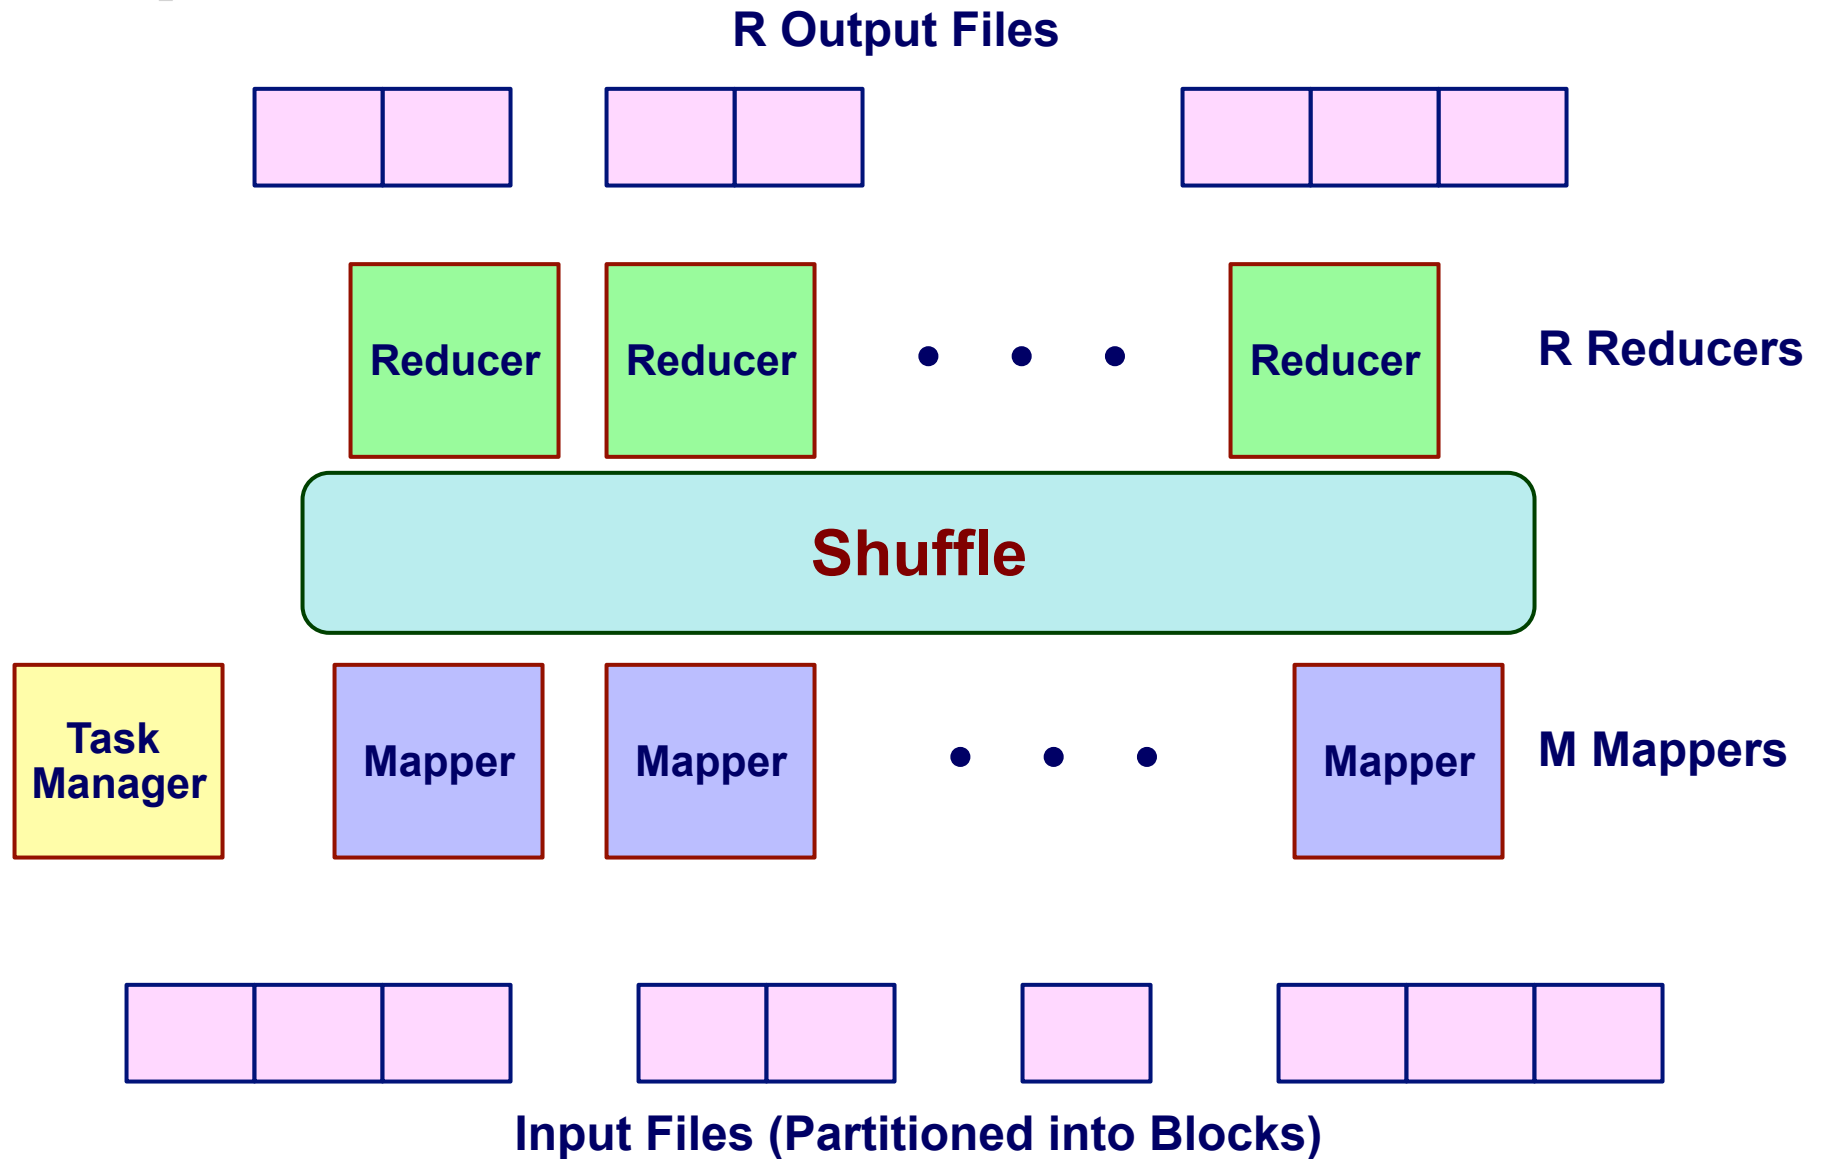 R Output Files
Reducer
Reducer
Reducer
R Reducers
Shuffle
Task
Manager
Mapper
Mapper
Mapper
M Mappers
Input Files (Partitioned into Blocks)